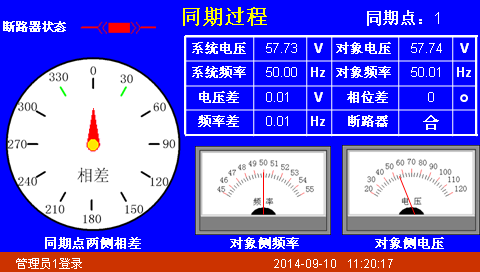 同期过程
同期点：1
断路器状态
系统电压 57.73 V 对象电压 57.74 V
系统频率 50.00 Hz 对象频率 50.01 Hz
电压差 0.01 V 相位差 0 °
频率差 0.01 Hz 断路器 合
0
30
60
90
120
150
180
210
240
270
300
330
相差
45 46 47 48 49 50 51 52 53 54 55
频率
20 30 40 50 60 70 80 90 100 110 120
电压
同期点两侧相差 对象侧频率 对象侧电压
管理员1登录 2014-09-10 11:20:17